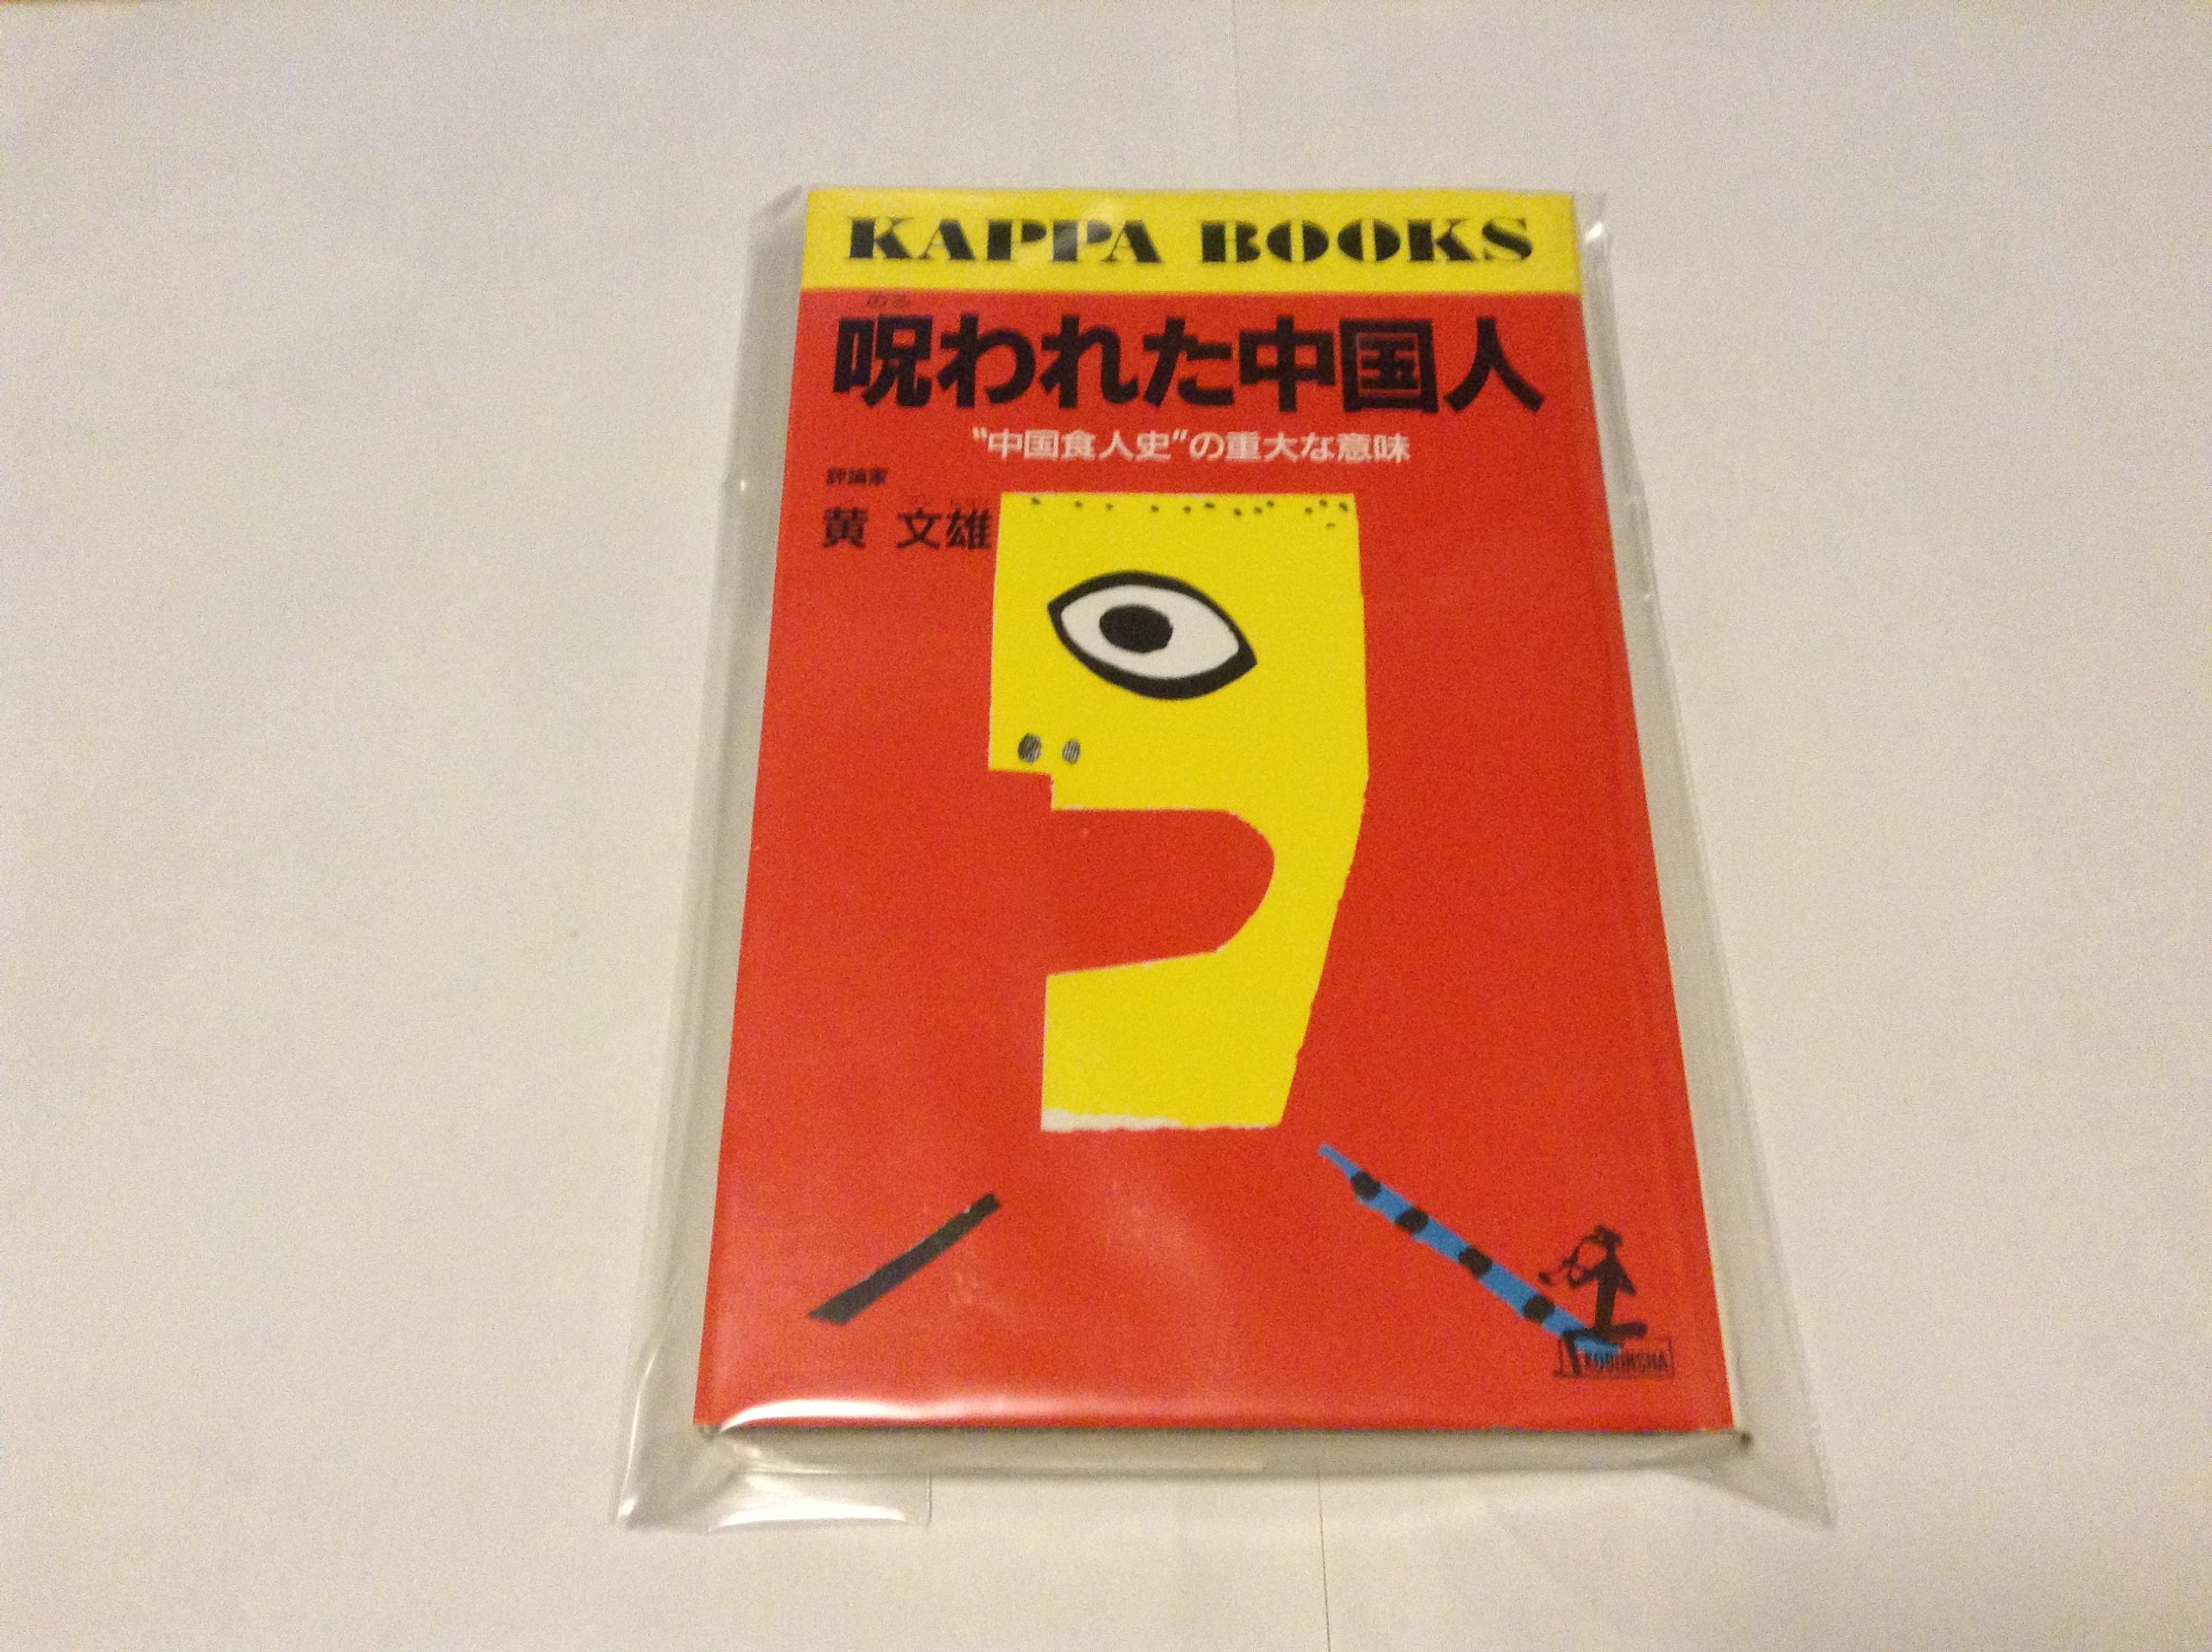 KAPPA BOOKS
のろ
呪われた中国人
"中国食人史"の重大な意味
評論家
黄 文雄
KOBUNSHA